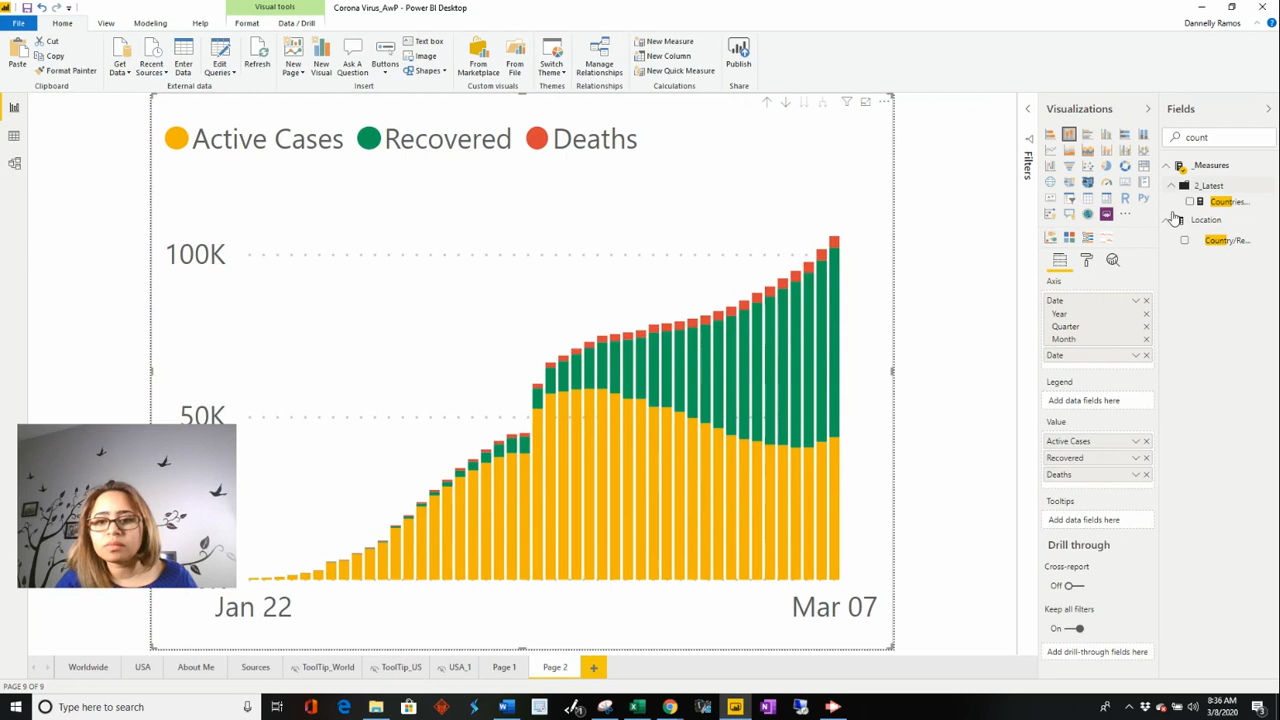 Visual tools
Corona Virus_AwP - Power BI Desktop
File
Home
View
Modeling
Help
Format
Data / Drill
Dannelly Ramos
Paste
Cut
Copy
Format Painter
Clipboard
Get
Data
Recent
Sources
Enter
Data
Edit
Queries
Refresh
External data
New
Page
New
Visual
Ask A
Question
Buttons
Text box
Image
Shapes
Insert
From
Marketplace
From
File
Custom visuals
Switch
Theme
Themes
Manage
Relationships
Relationships
New Measure
New Column
New Quick Measure
Calculations
Publish
Share
Active Cases Recovered Deaths
100K
50K
Jan 22
Mar 07
Filters
Visualizations
R Py
Axis
Date
Year
Quarter
Month
Date
Legend
Add data fields here
Value
Active Cases
Recovered
Deaths
Tooltips
Add data fields here
Drill through
Cross-report
Off
Keep all filters
On
Add drill-through fields here
Fields
count
_Measures
2_Latest
Countries...
Location
Country/Re...
Worldwide
USA
About Me
Sources
ToolTip_World
ToolTip_US
USA_1
Page 1
Page 2
PAGE 9 OF 9
Type here to search
8:36 AM
3/8/2020